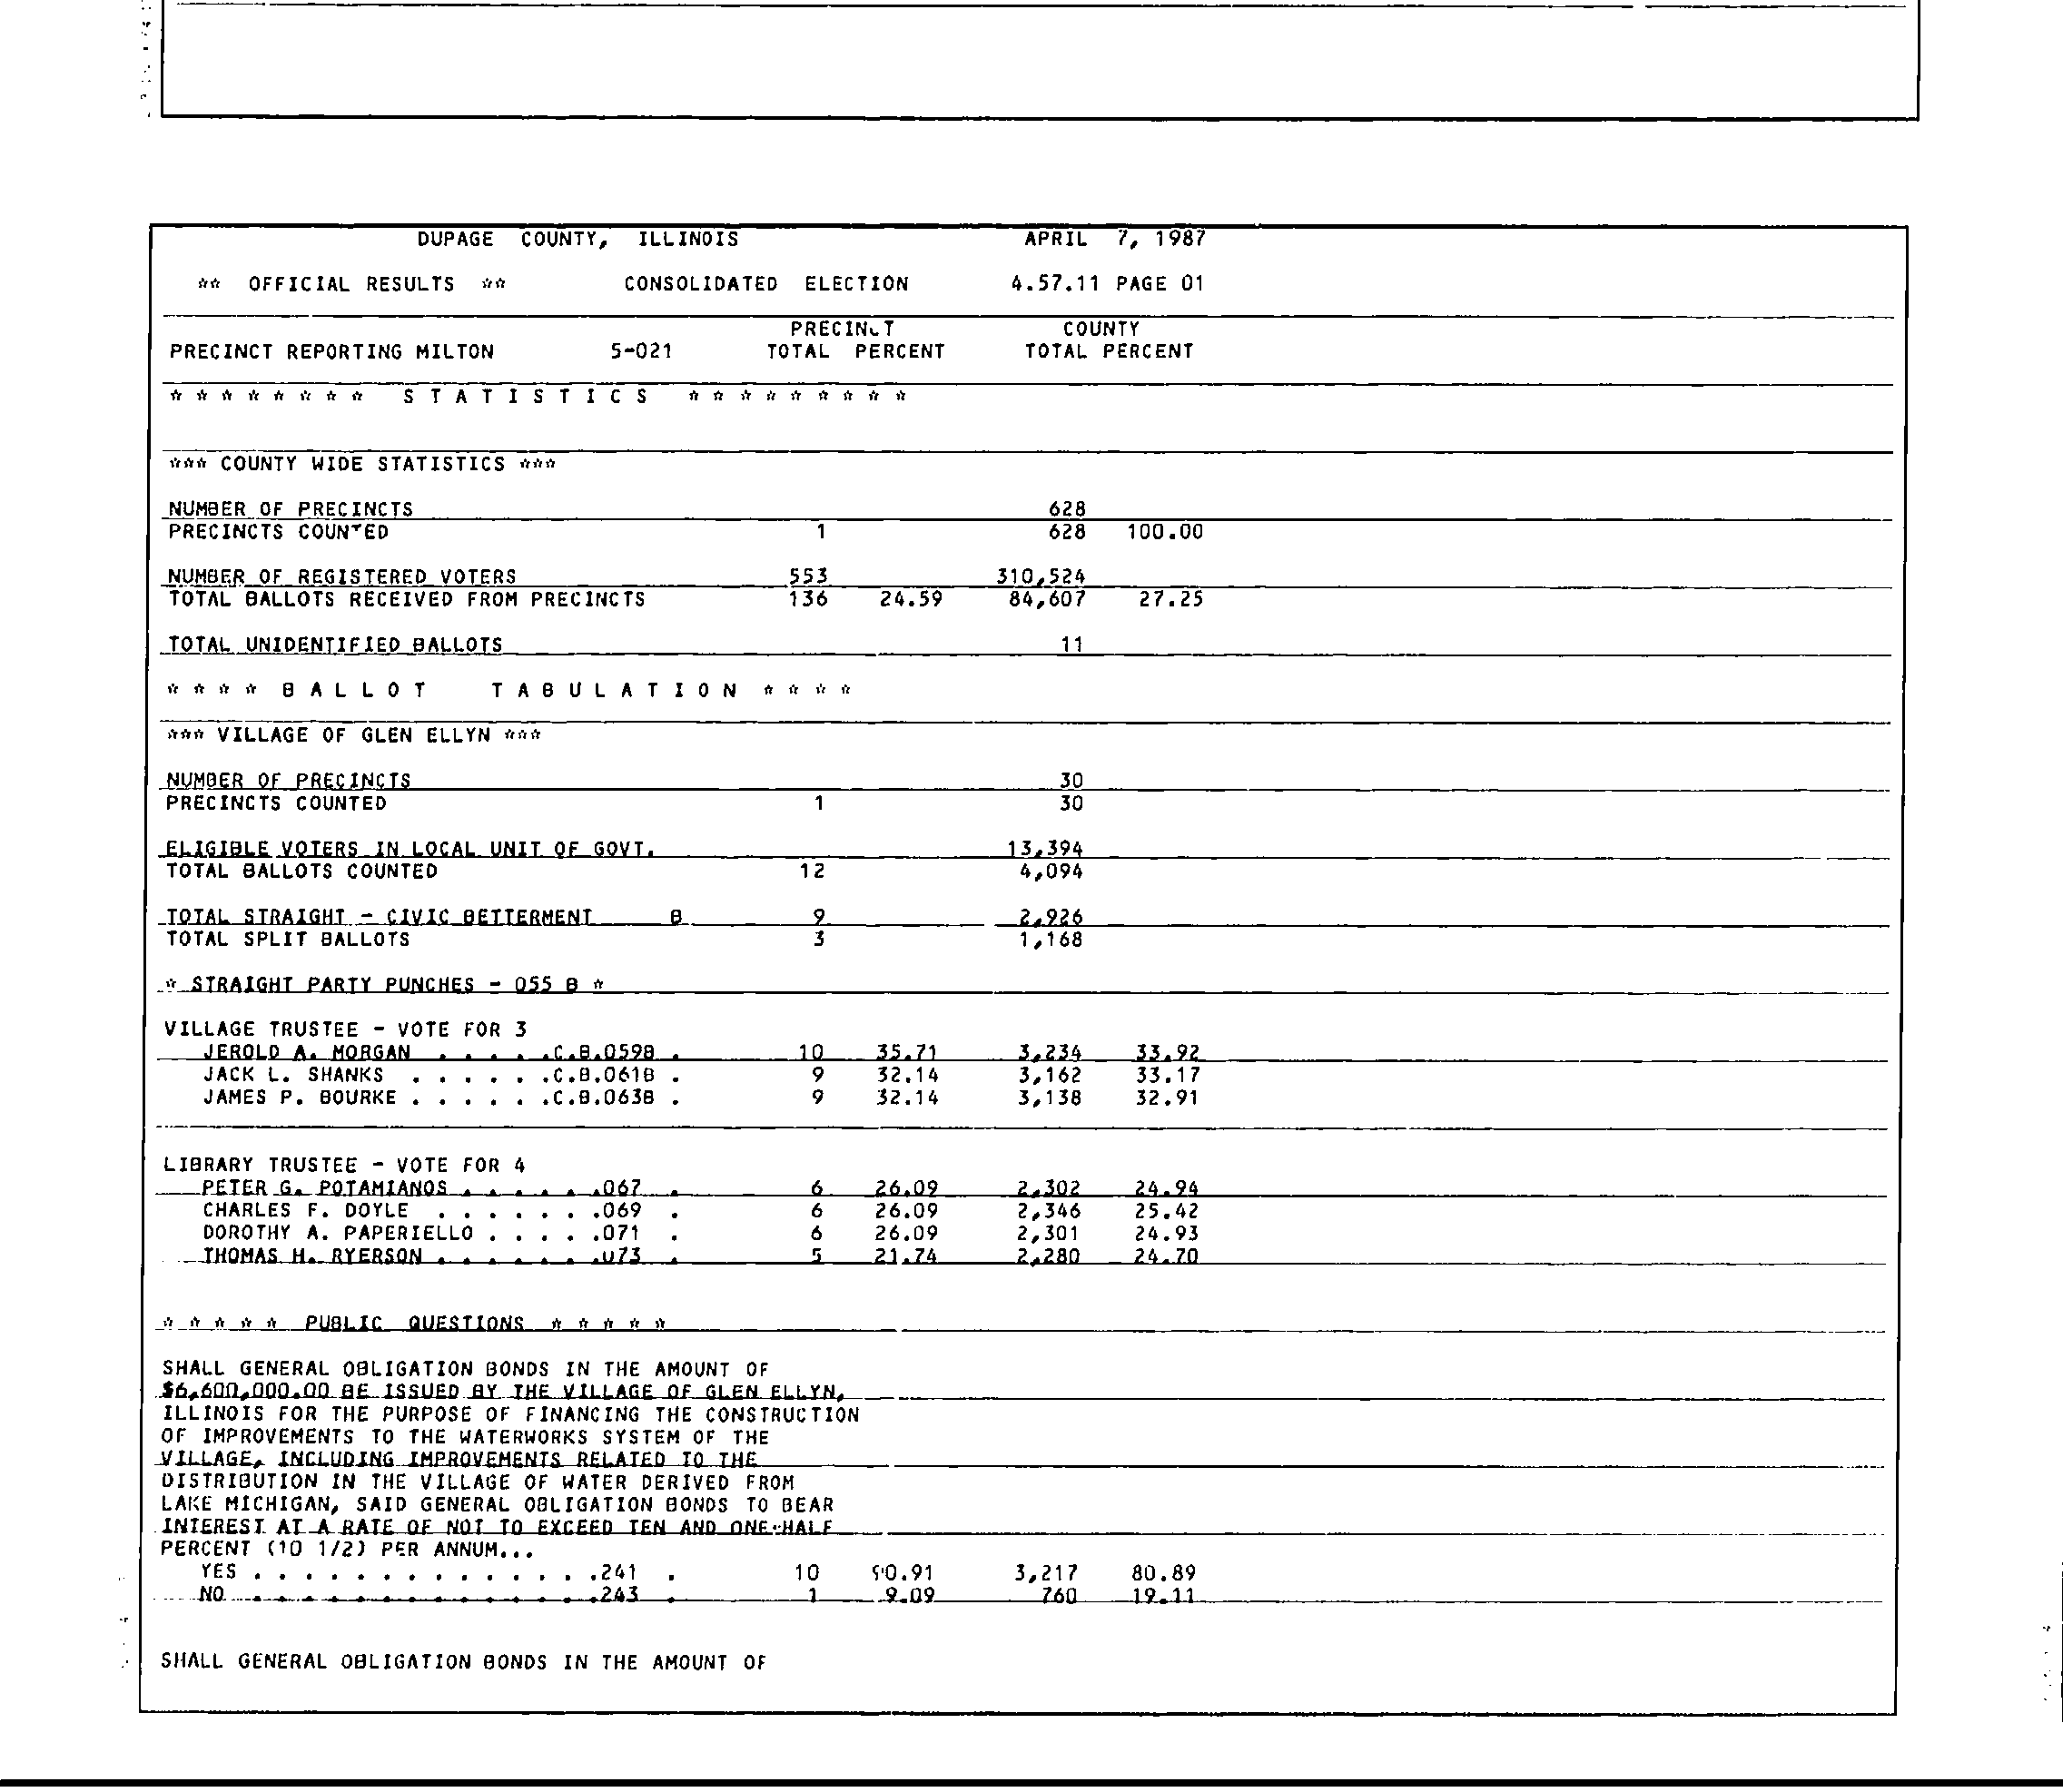 DUPAGE COUNTY, ILLINOIS APRIL 7, 1987
** OFFICIAL RESULTS ** CONSOLIDATED ELECTION 4.57.11 PAGE 01
PRECINCT COUNTY
PRECINCT REPORTING MILTON 5-021 TOTAL PERCENT TOTAL PERCENT
* * * * * * * * S T A T I S T I C S * * * * * * * * *
*** COUNTY WIDE STATISTICS ***
NUMBER OF PRECINCTS 628
PRECINCTS COUNTED 1 628 100.00
NUMBER OF REGISTERED VOTERS 553 310,524
TOTAL BALLOTS RECEIVED FROM PRECINCTS 136 24.59 84,607 27.25
TOTAL UNIDENTIFIED BALLOTS 11
* * * * B A L L O T T A B U L A T I O N * * * *
*** VILLAGE OF GLEN ELLYN ***
NUMBER OF PRECINCTS 30
PRECINCTS COUNTED 1 30
ELIGIBLE VOTERS IN LOCAL UNIT OF GOVT. 13,394
TOTAL BALLOTS COUNTED 12 4,094
TOTAL STRAIGHT - CIVIC BETTERMENT B 9 2,926
TOTAL SPLIT BALLOTS 3 1,168
* STRAIGHT PARTY PUNCHES - 055 B *
VILLAGE TRUSTEE - VOTE FOR 3
JEROLD A. MORGAN . . . . .C.B.059B . 10 35.71 3,234 33.92
JACK L. SHANKS . . . . . .C.B.061B . 9 32.14 3,162 33.17
JAMES P. BOURKE . . . . . .C.B.063B . 9 32.14 3,138 32.91
LIBRARY TRUSTEE - VOTE FOR 4
PETER G. POTAMIANOS . . . . . .067 . 6 26.09 2,302 24.94
CHARLES F. DOYLE . . . . . . .069 . 6 26.09 2,346 25.42
DOROTHY A. PAPERIELLO . . . . .071 . 6 26.09 2,301 24.93
THOMAS H. RYERSON . . . . . . .073 . 5 21.74 2,280 24.70
* * * * * PUBLIC QUESTIONS * * * * *
SHALL GENERAL OBLIGATION BONDS IN THE AMOUNT OF
$6,600,000.00 BE ISSUED BY THE VILLAGE OF GLEN ELLYN,
ILLINOIS FOR THE PURPOSE OF FINANCING THE CONSTRUCTION
OF IMPROVEMENTS TO THE WATERWORKS SYSTEM OF THE
VILLAGE, INCLUDING IMPROVEMENTS RELATED TO THE
DISTRIBUTION IN THE VILLAGE OF WATER DERIVED FROM
LAKE MICHIGAN, SAID GENERAL OBLIGATION BONDS TO BEAR
INTEREST AT A RATE OF NOT TO EXCEED TEN AND ONE-HALF
PERCENT (10 1/2) PER ANNUM...
YES . . . . . . . . . . . . . .241 . 10 90.91 3,217 80.89
NO . . . . . . . . . . . . . .243 . 1 9.09 760 19.11
SHALL GENERAL OBLIGATION BONDS IN THE AMOUNT OF